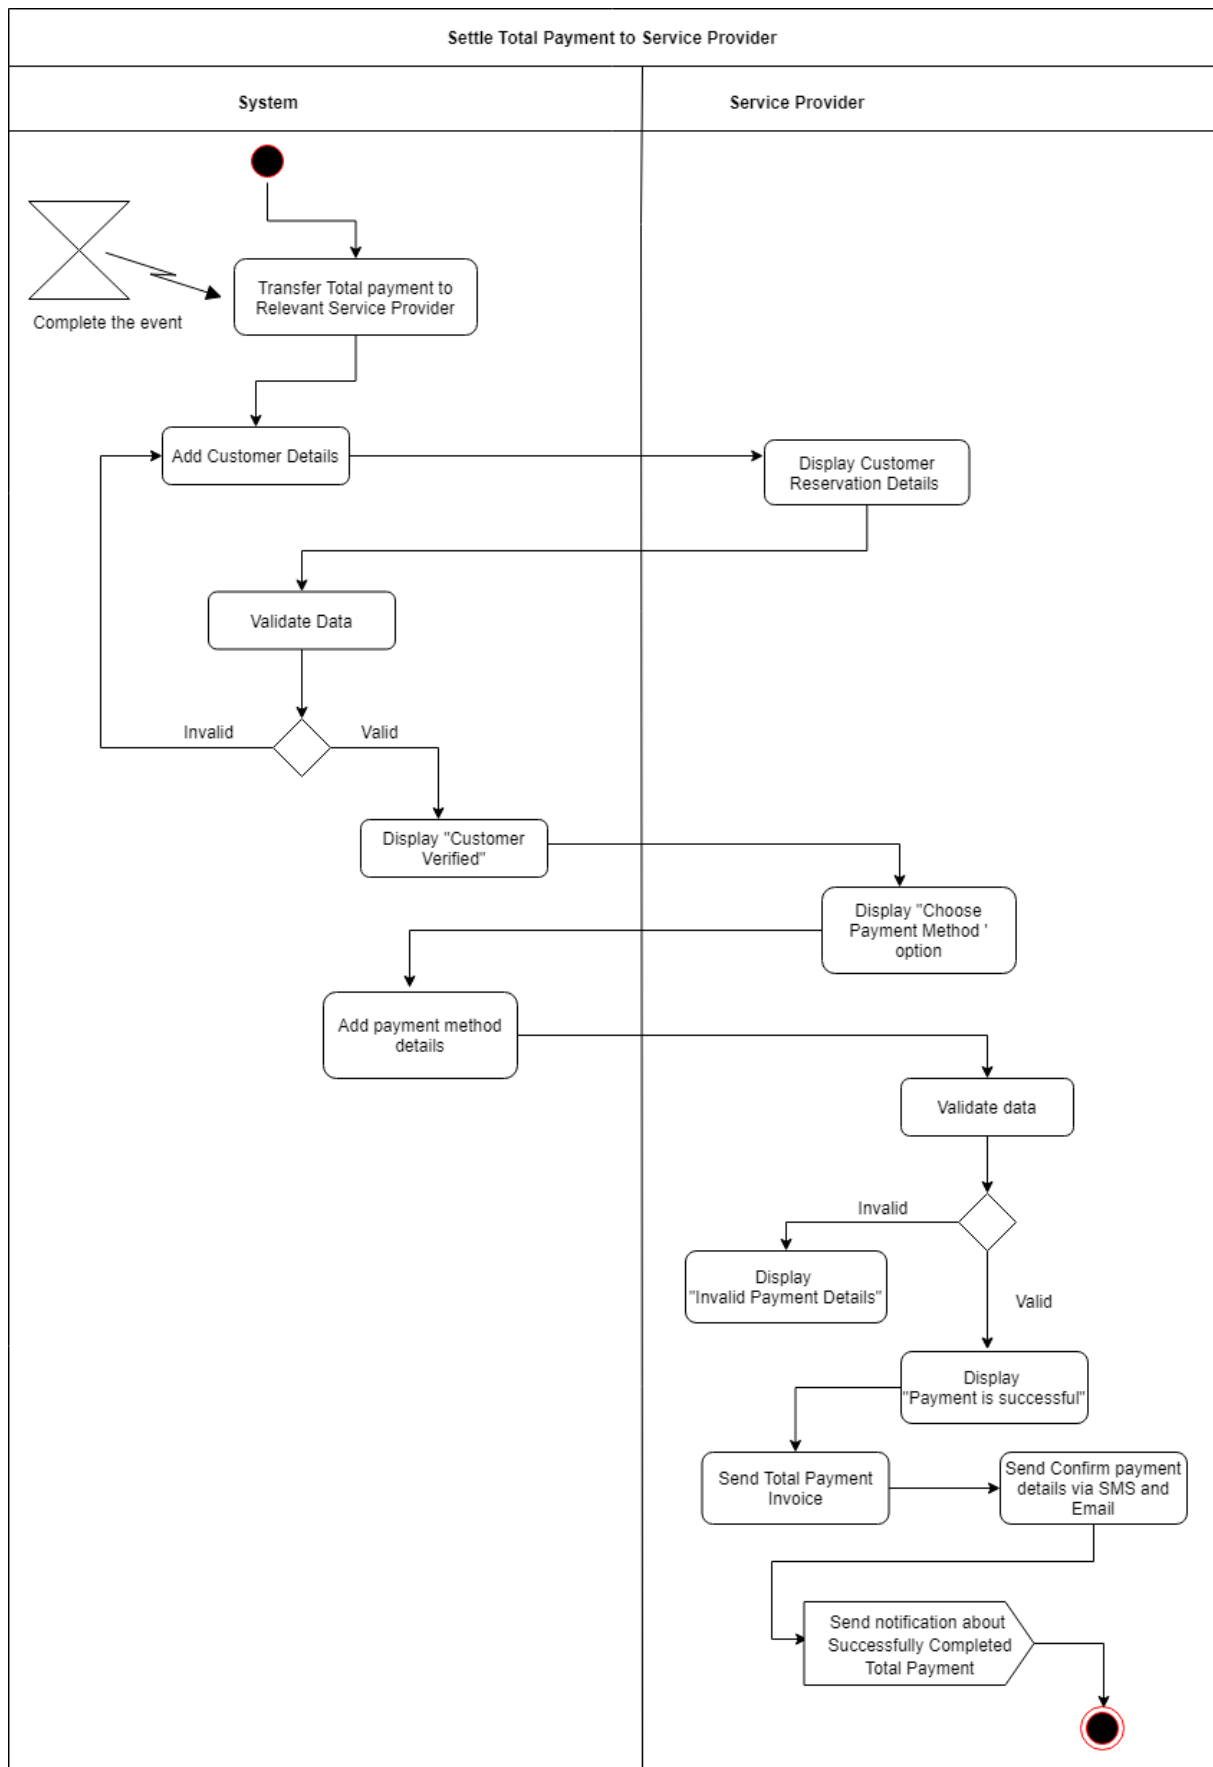 Settle Total Payment to Service Provider
System
Service Provider
Complete the event
Transfer Total payment to
Relevant Service Provider
Add Customer Details
Display Customer
Reservation Details
Validate Data
Invalid
Valid
Display "Customer
Verified"
Display "Choose
Payment Method '
option
Add payment method
details
Validate data
Invalid
Display
"Invalid Payment Details"
Valid
Display
"Payment is successful"
Send Total Payment
Invoice
Send Confirm payment
details via SMS and
Email
Send notification about
Successfully Completed
Total Payment